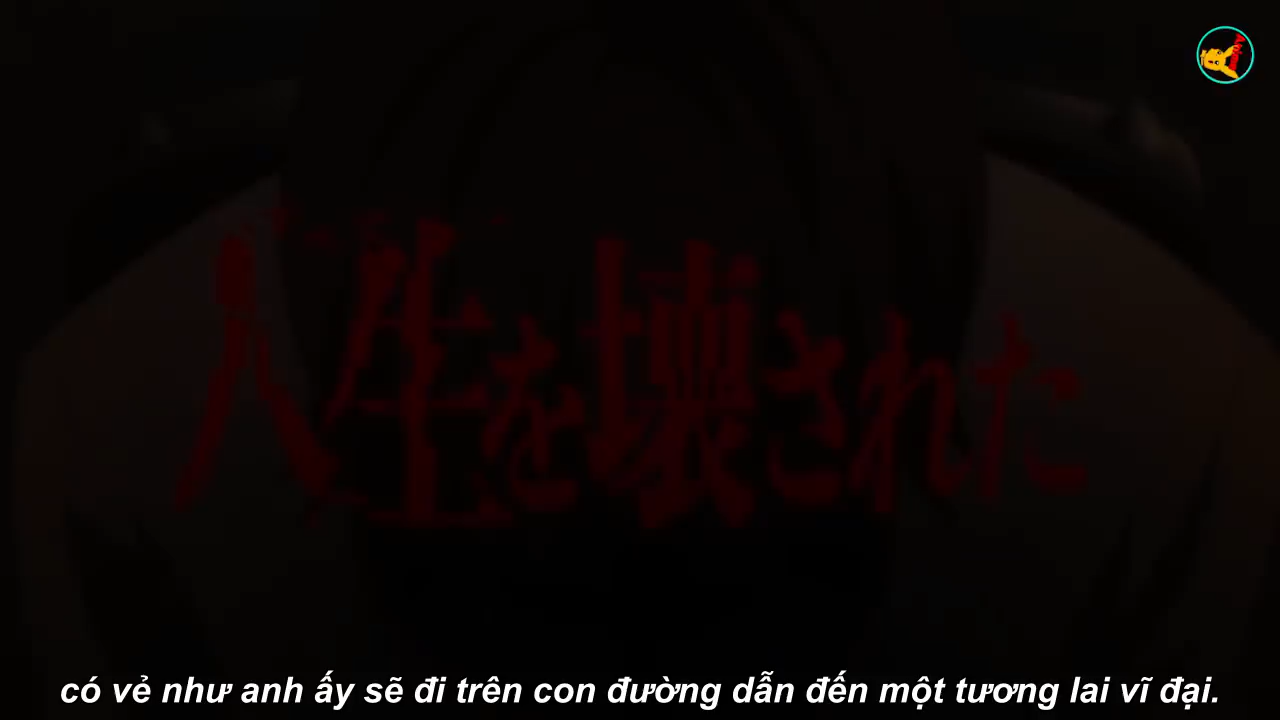 人生を壊された
có vẻ như anh ấy sẽ đi trên con đường dẫn đến một tương lai vĩ đại.